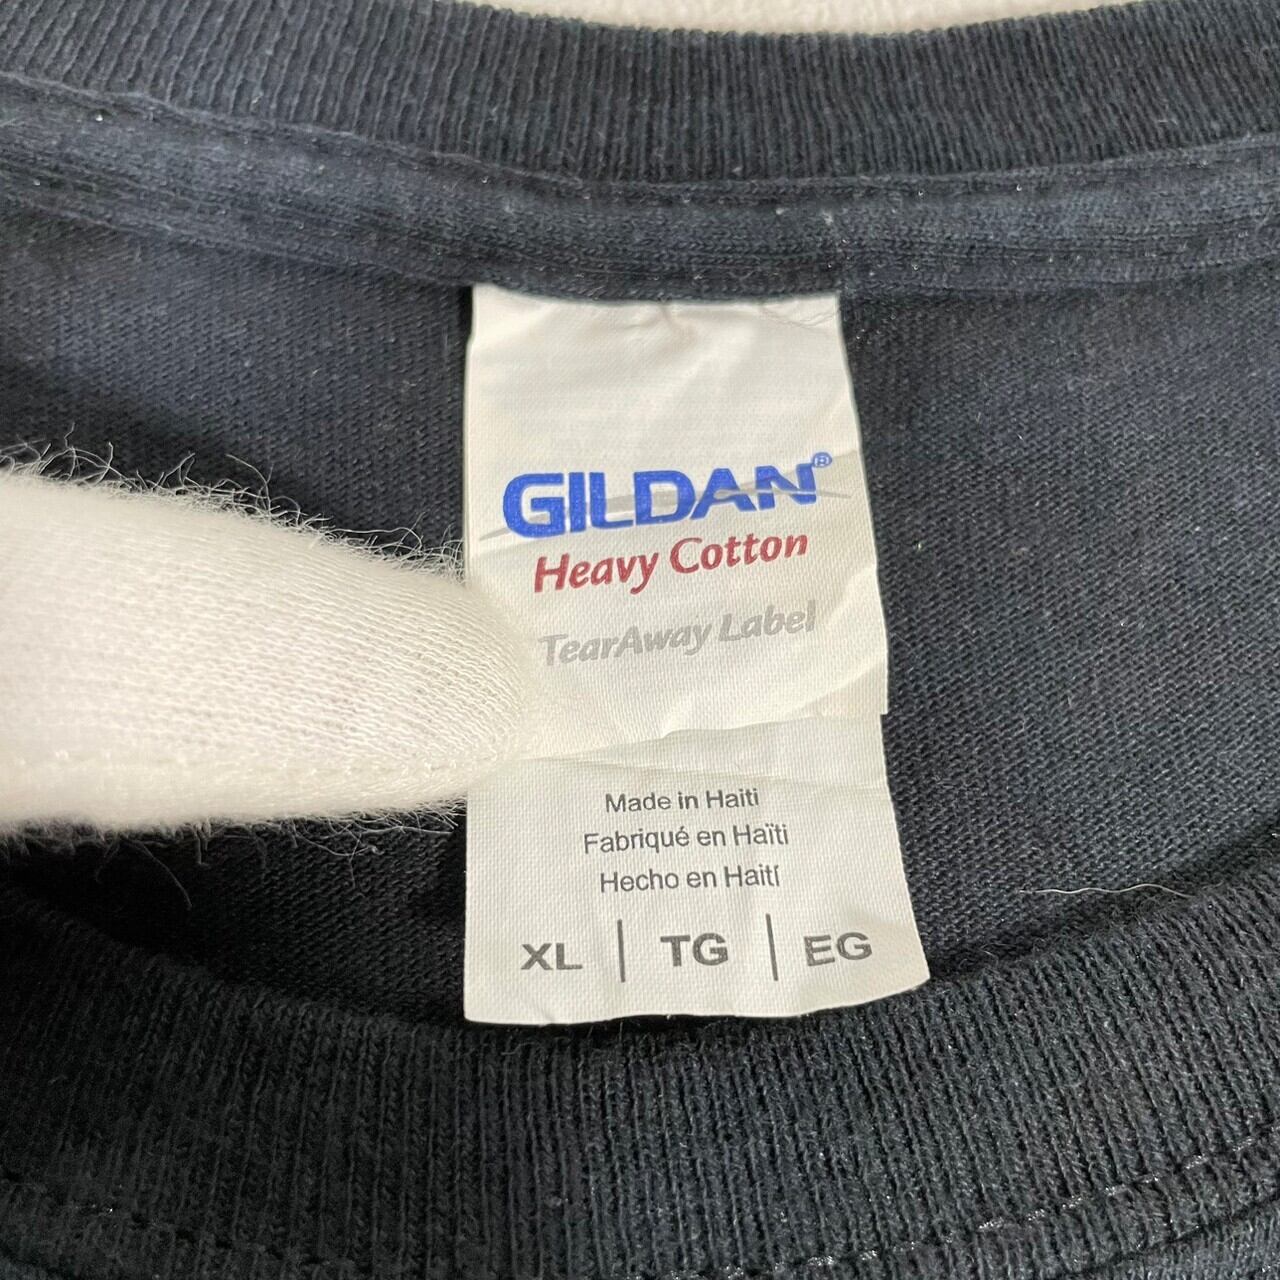 GILDAN®
Heavy Cotton
TearAway Label
Made in Haiti
Fabriqué en Haïti
Hecho en Haití
XL | TG | EG